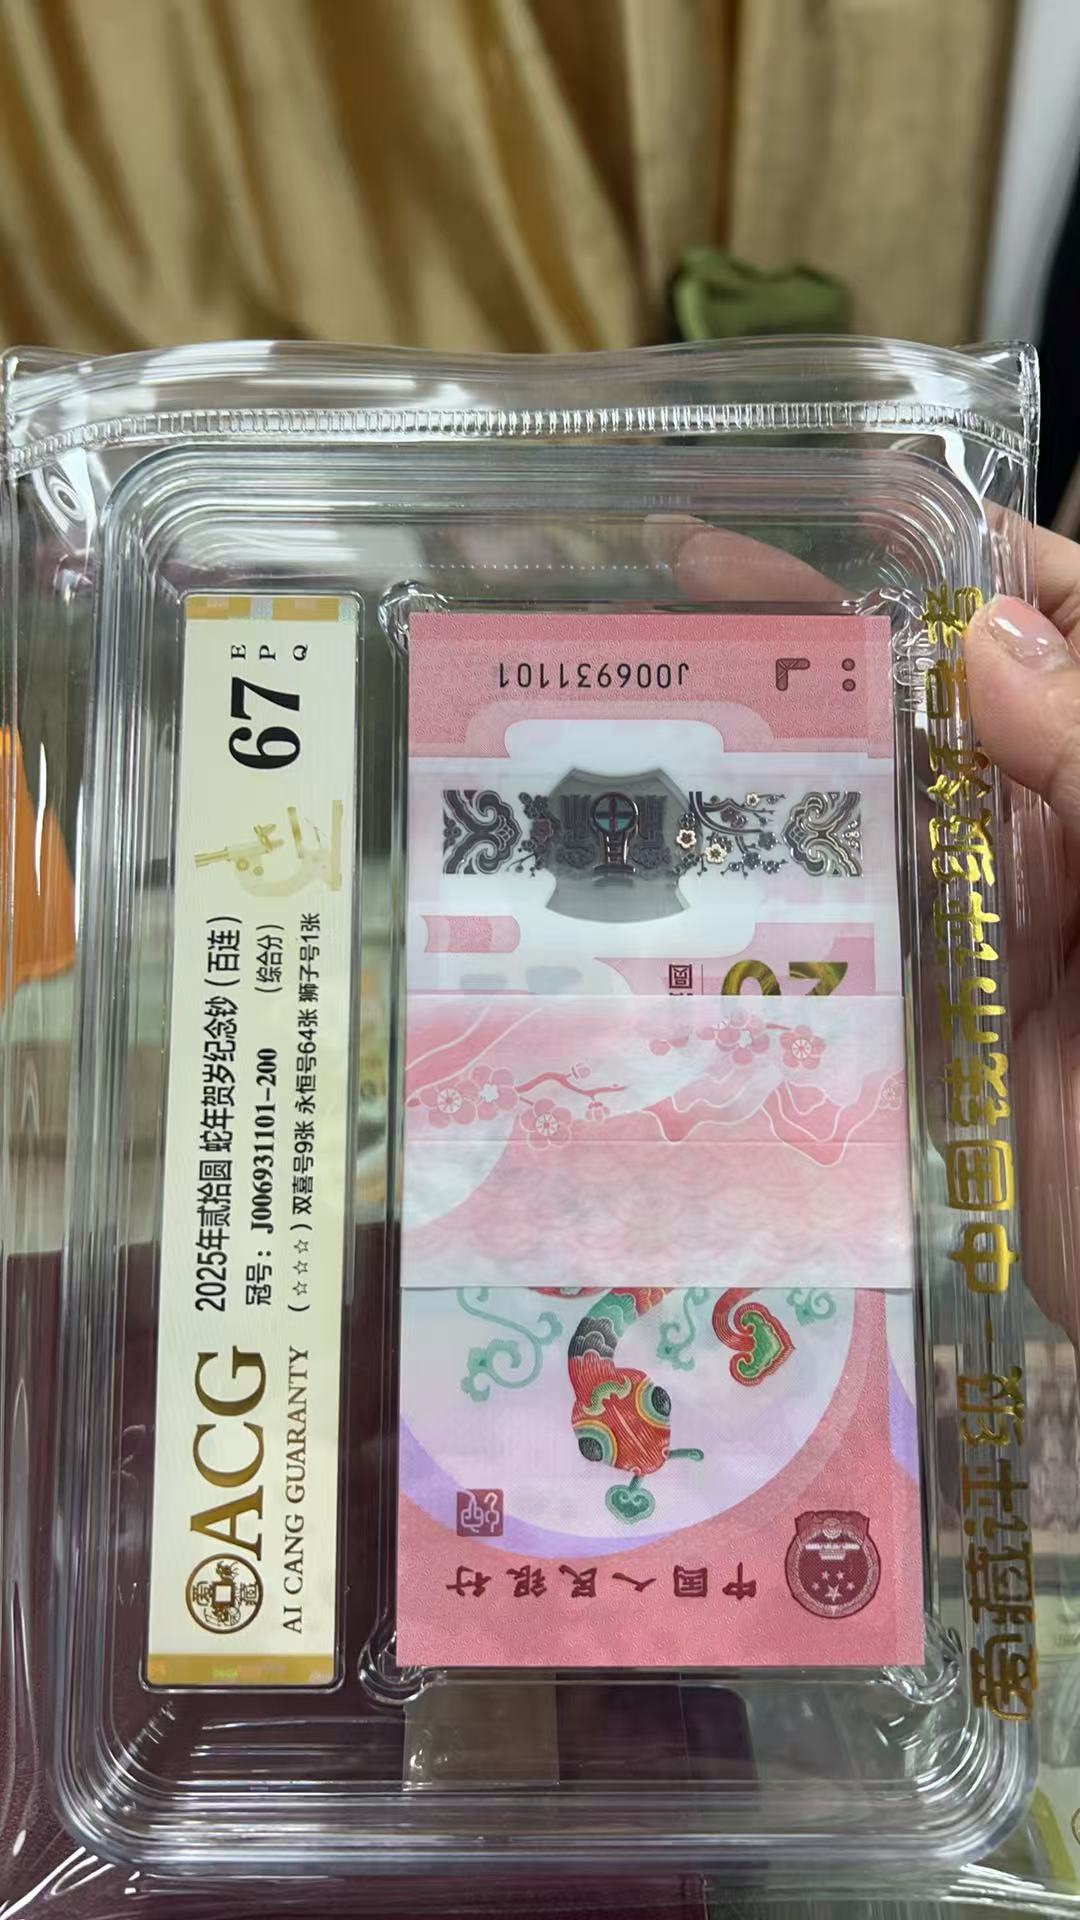 ACG
AI CANG GUARANTY
2025年贰拾圆 蛇年贺岁纪念钞（百连）
冠号：J006931101-200 （综合分）
（☆☆☆）双喜号9张 永恒号64张 狮子号1张
67
E
P
Q
J006931101
20
圆
中国人民银行
爱藏评级-中国钱币评级领导者